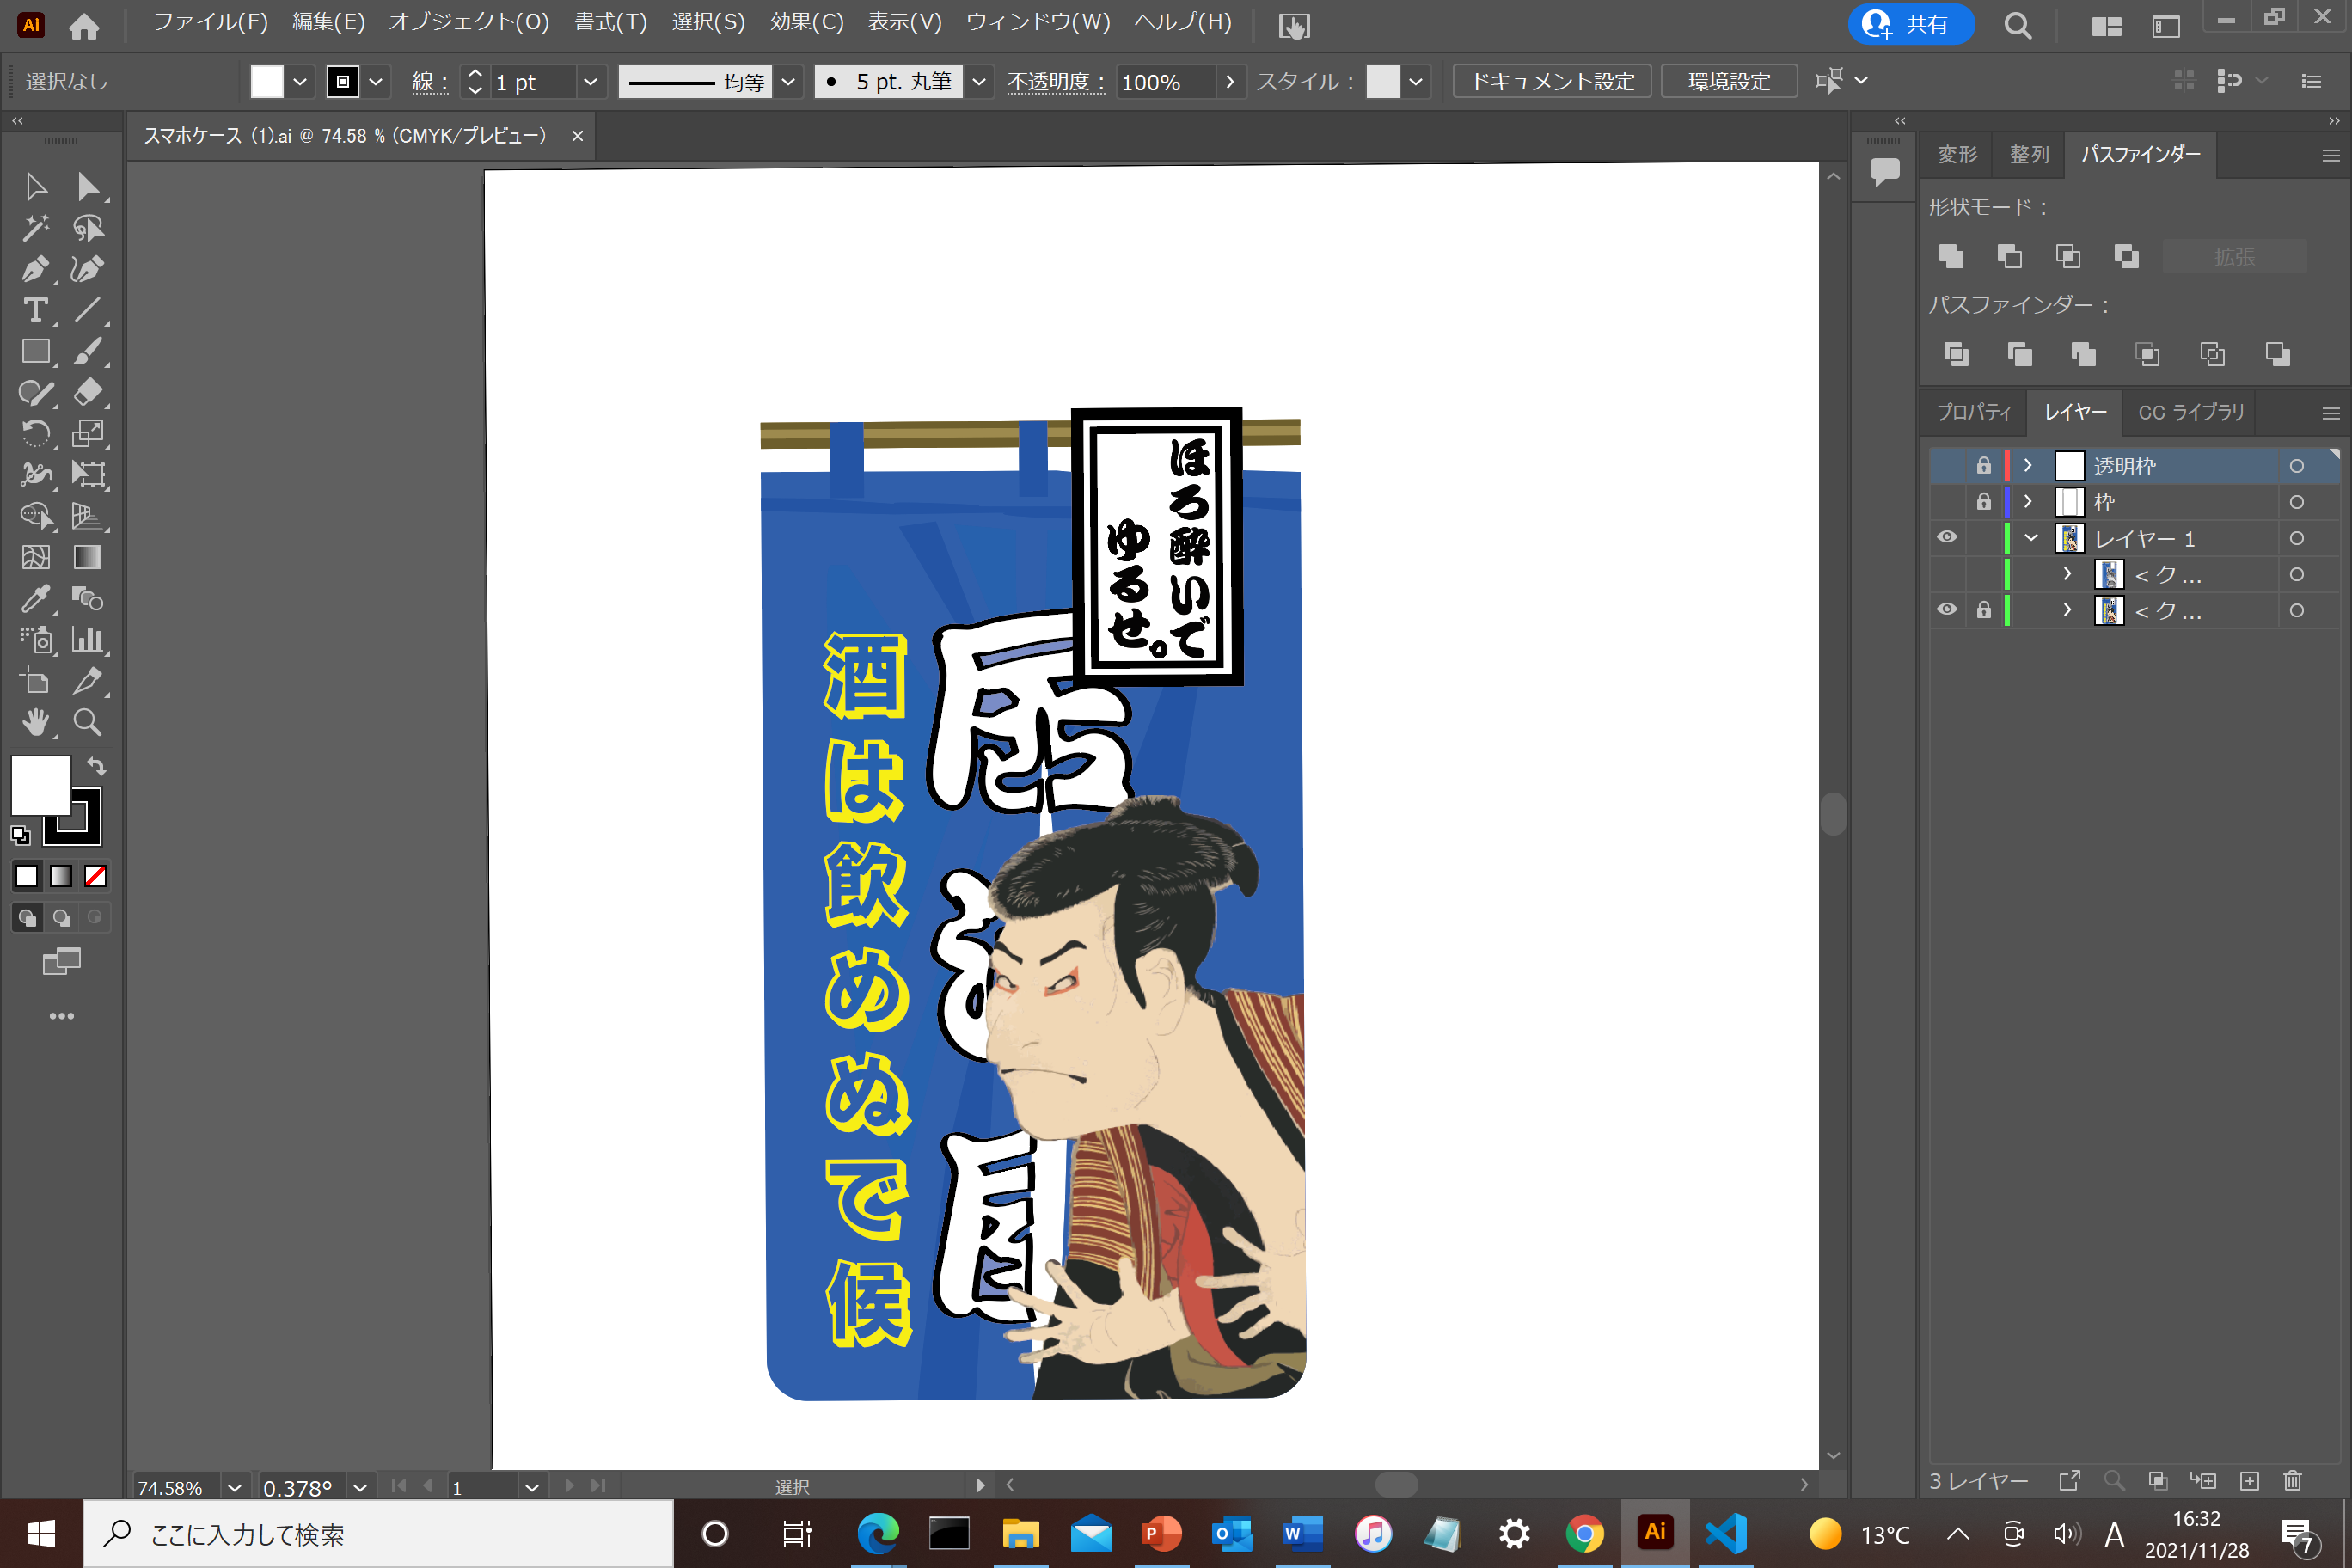 Ai
ファイル(F) 編集(E) オブジェクト(O) 書式(T) 選択(S) 効果(C) 表示(V) ウィンドウ(W) ヘルプ(H)
共有
選択なし
線：
1 pt
均等
5 pt. 丸筆
不透明度：
100%
スタイル：
ドキュメント設定
環境設定
スマホケース (1).ai @ 74.58 % (CMYK/プレビュー)
変形
整列
パスファインダー
形状モード：
拡張
パスファインダー：
プロパティ
レイヤー
CC ライブラリ
透明枠
枠
レイヤー 1
< ク ...
< ク ...
3 レイヤー
ほろ酔いで
ゆるせ。
酒は飲めぬで候
74.58%
0.378°
1
選択
ここに入力して検索
P
O
W
Ai
13°C
A
16:32
2021/11/28
7